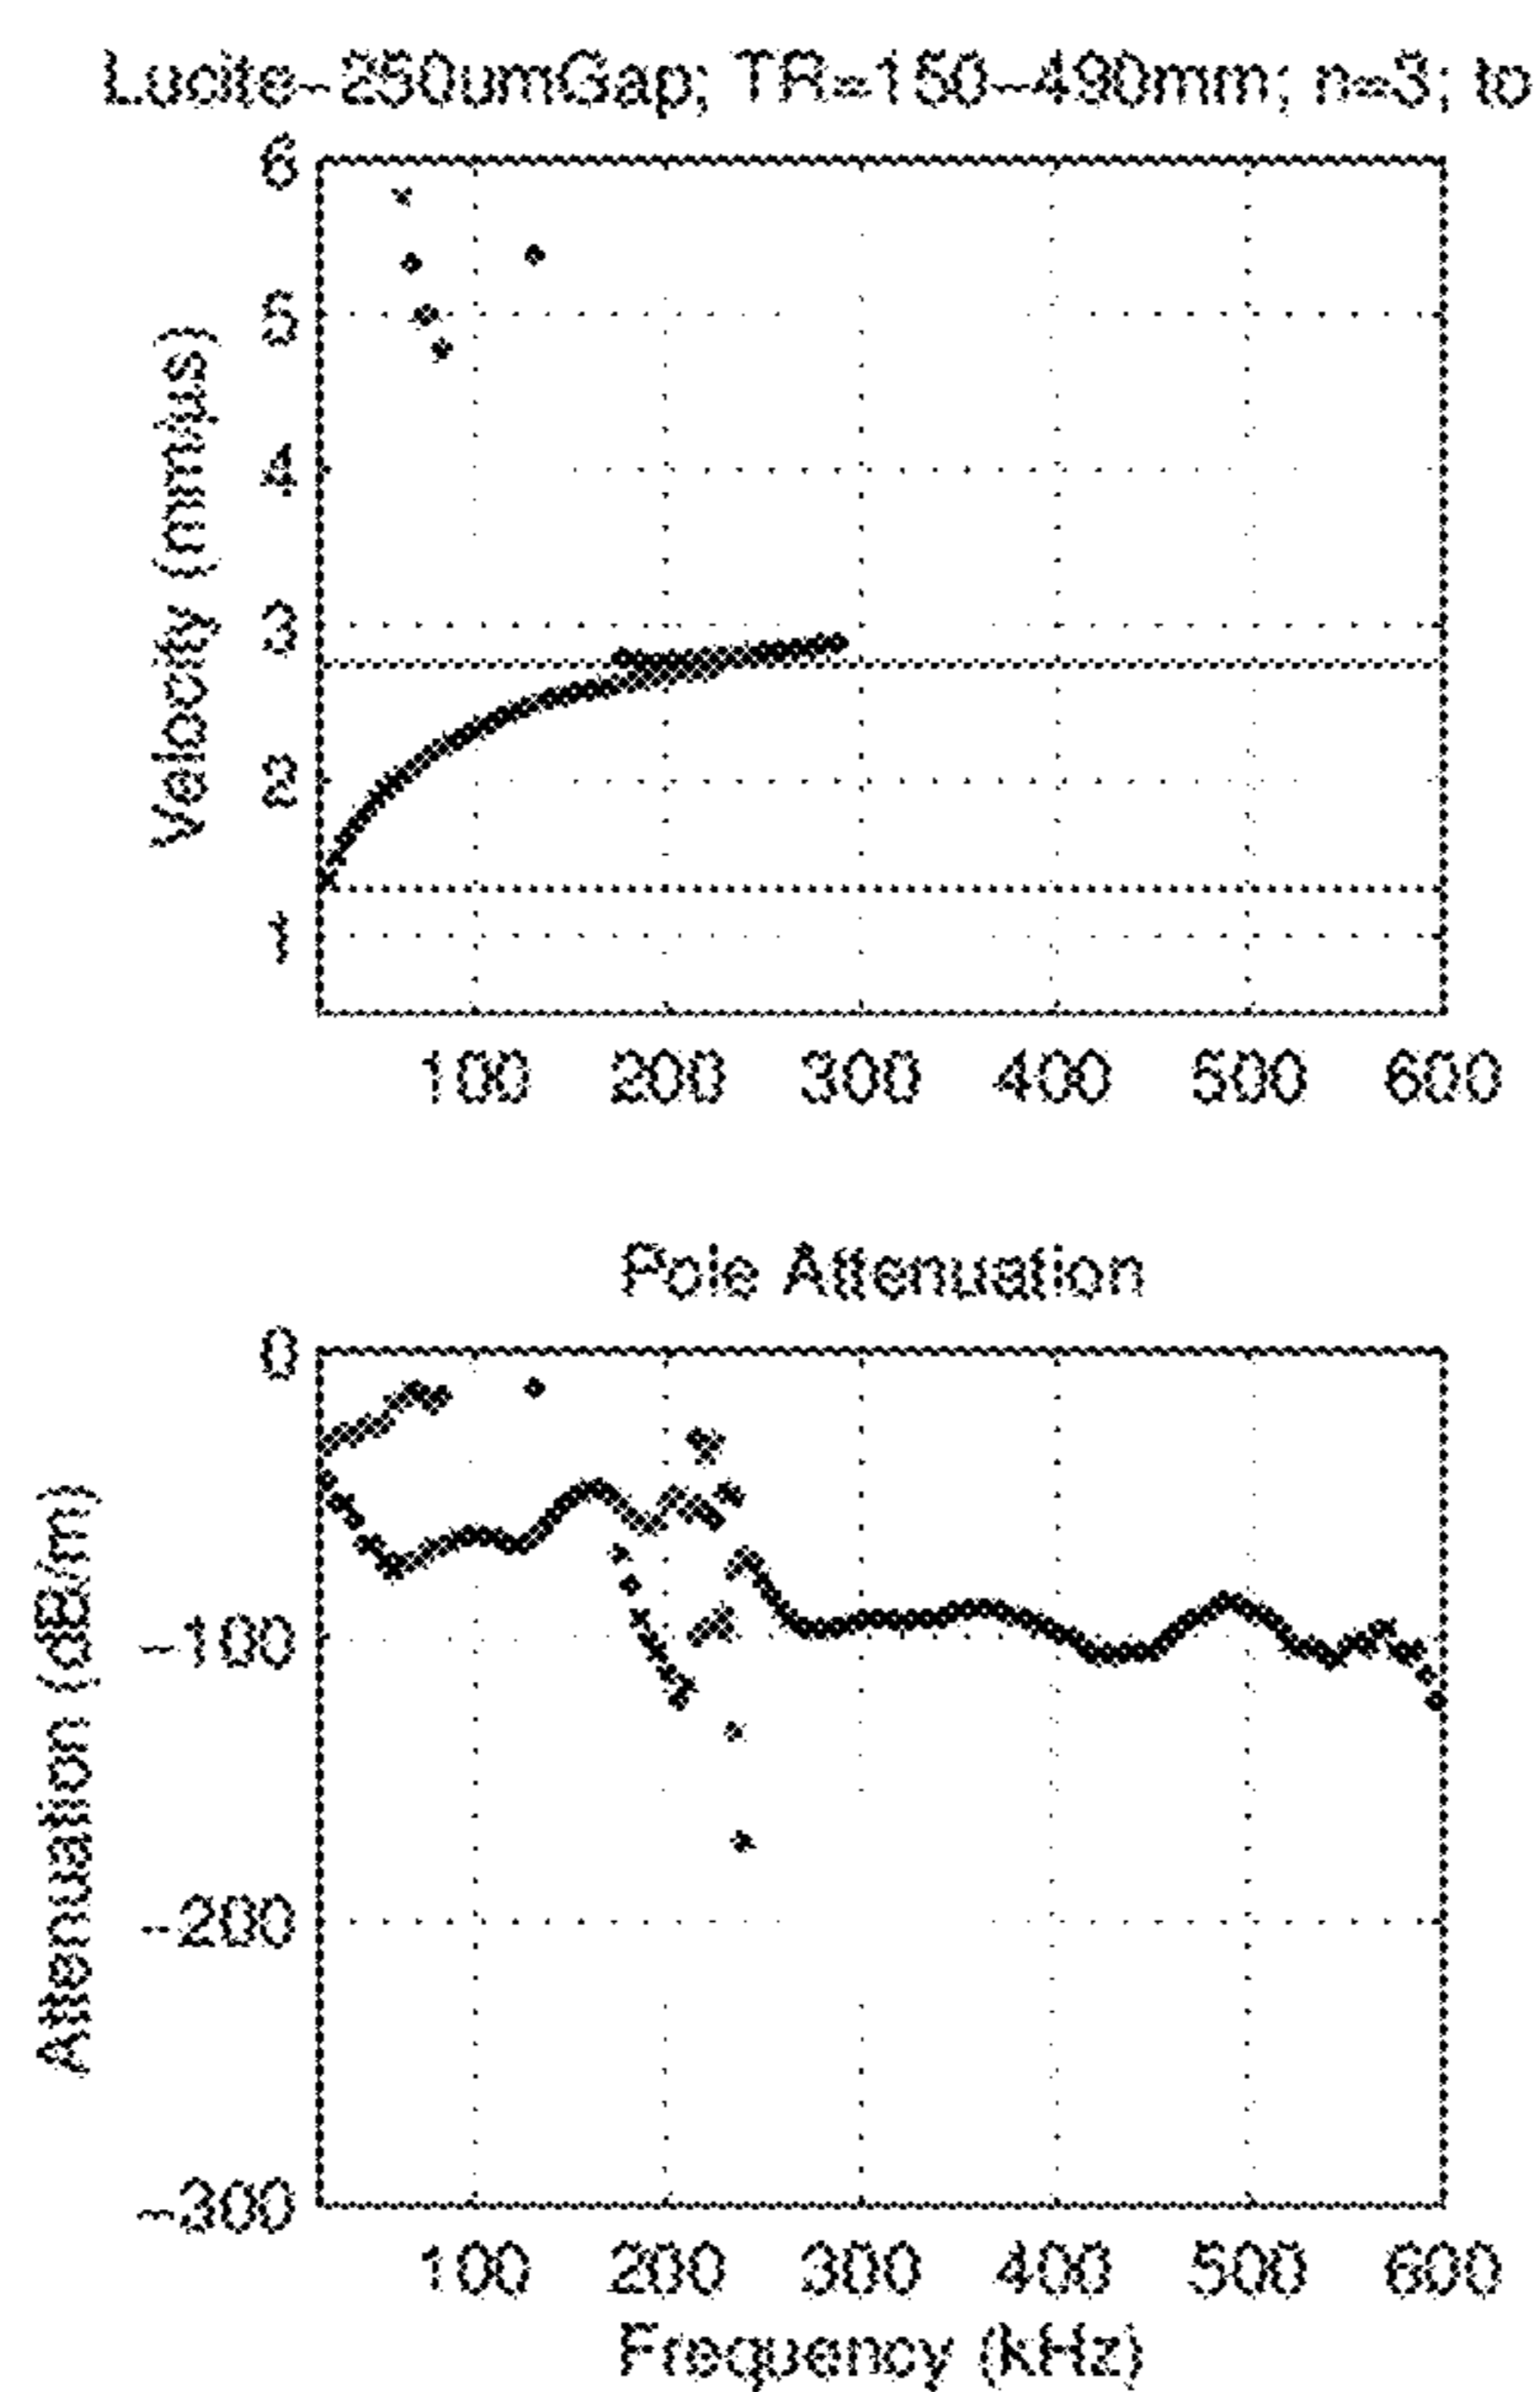 Lucite-250umGap; TR=150-490mm; n=3; to
6
5
4
3
2
1
Velocity (mm/µs)
100 200 300 400 500 600
Pole Attenuation
0
-100
-200
-300
Attenuation (dB/m)
100 200 300 400 500 600
Frequency (kHz)